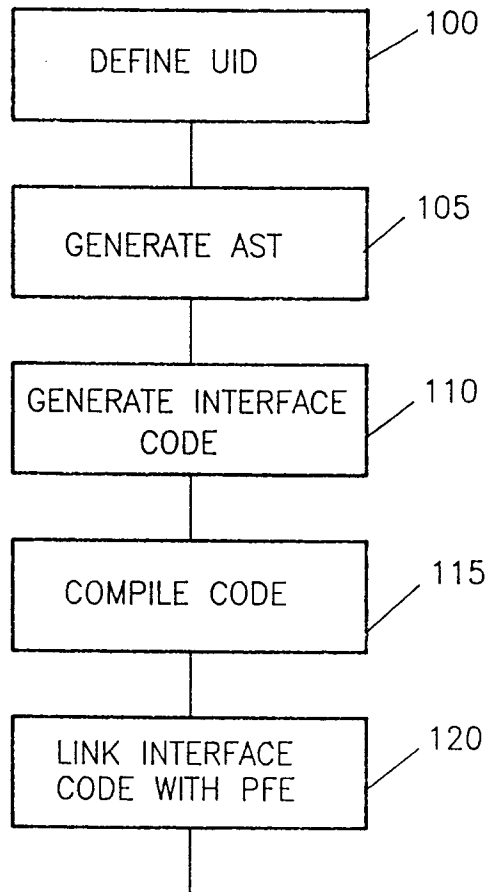 DEFINE UID
100
GENERATE AST
105
GENERATE INTERFACE
CODE
110
COMPILE CODE
115
LINK INTERFACE
CODE WITH PFE
120